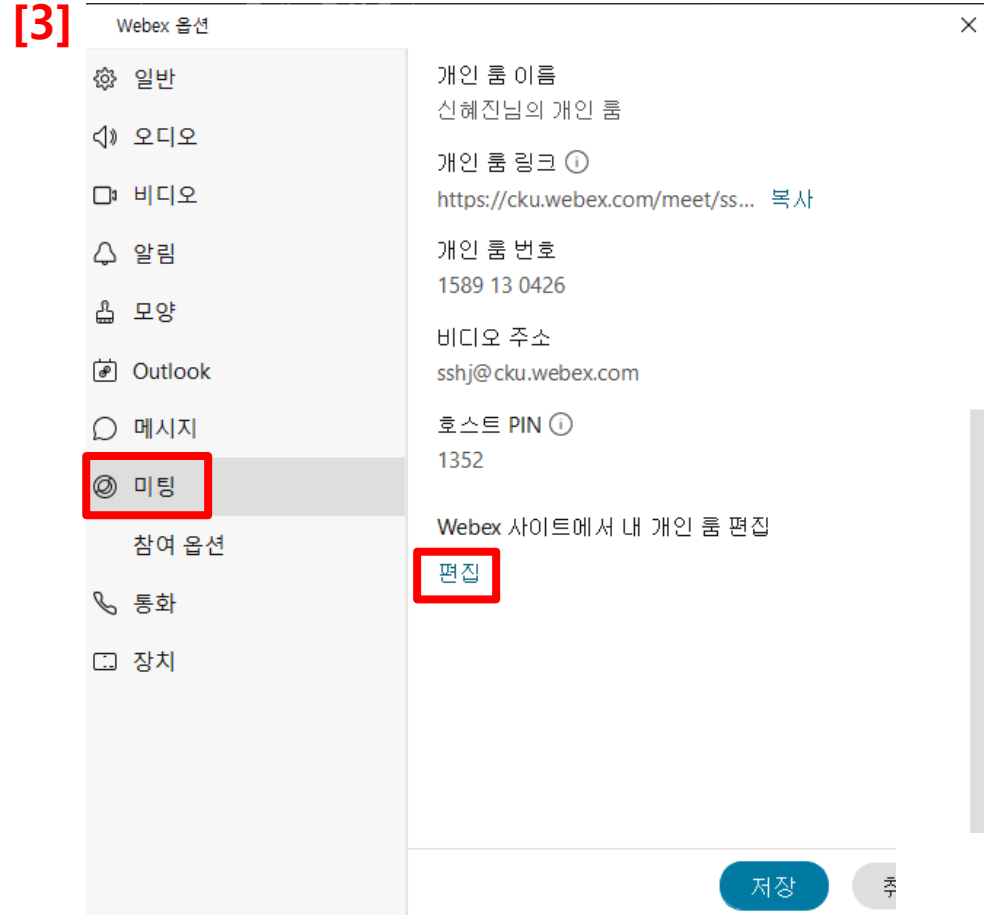 [3]
Webex 옵션
일반
오디오
비디오
알림
모양
Outlook
메시지
미팅
참여 옵션
통화
장치
개인 룸 이름
신혜진님의 개인 룸
개인 룸 링크
https://cku.webex.com/meet/ss... 복사
개인 룸 번호
1589 13 0426
비디오 주소
sshj@cku.webex.com
호스트 PIN
1352
Webex 사이트에서 내 개인 룸 편집
편집
저장